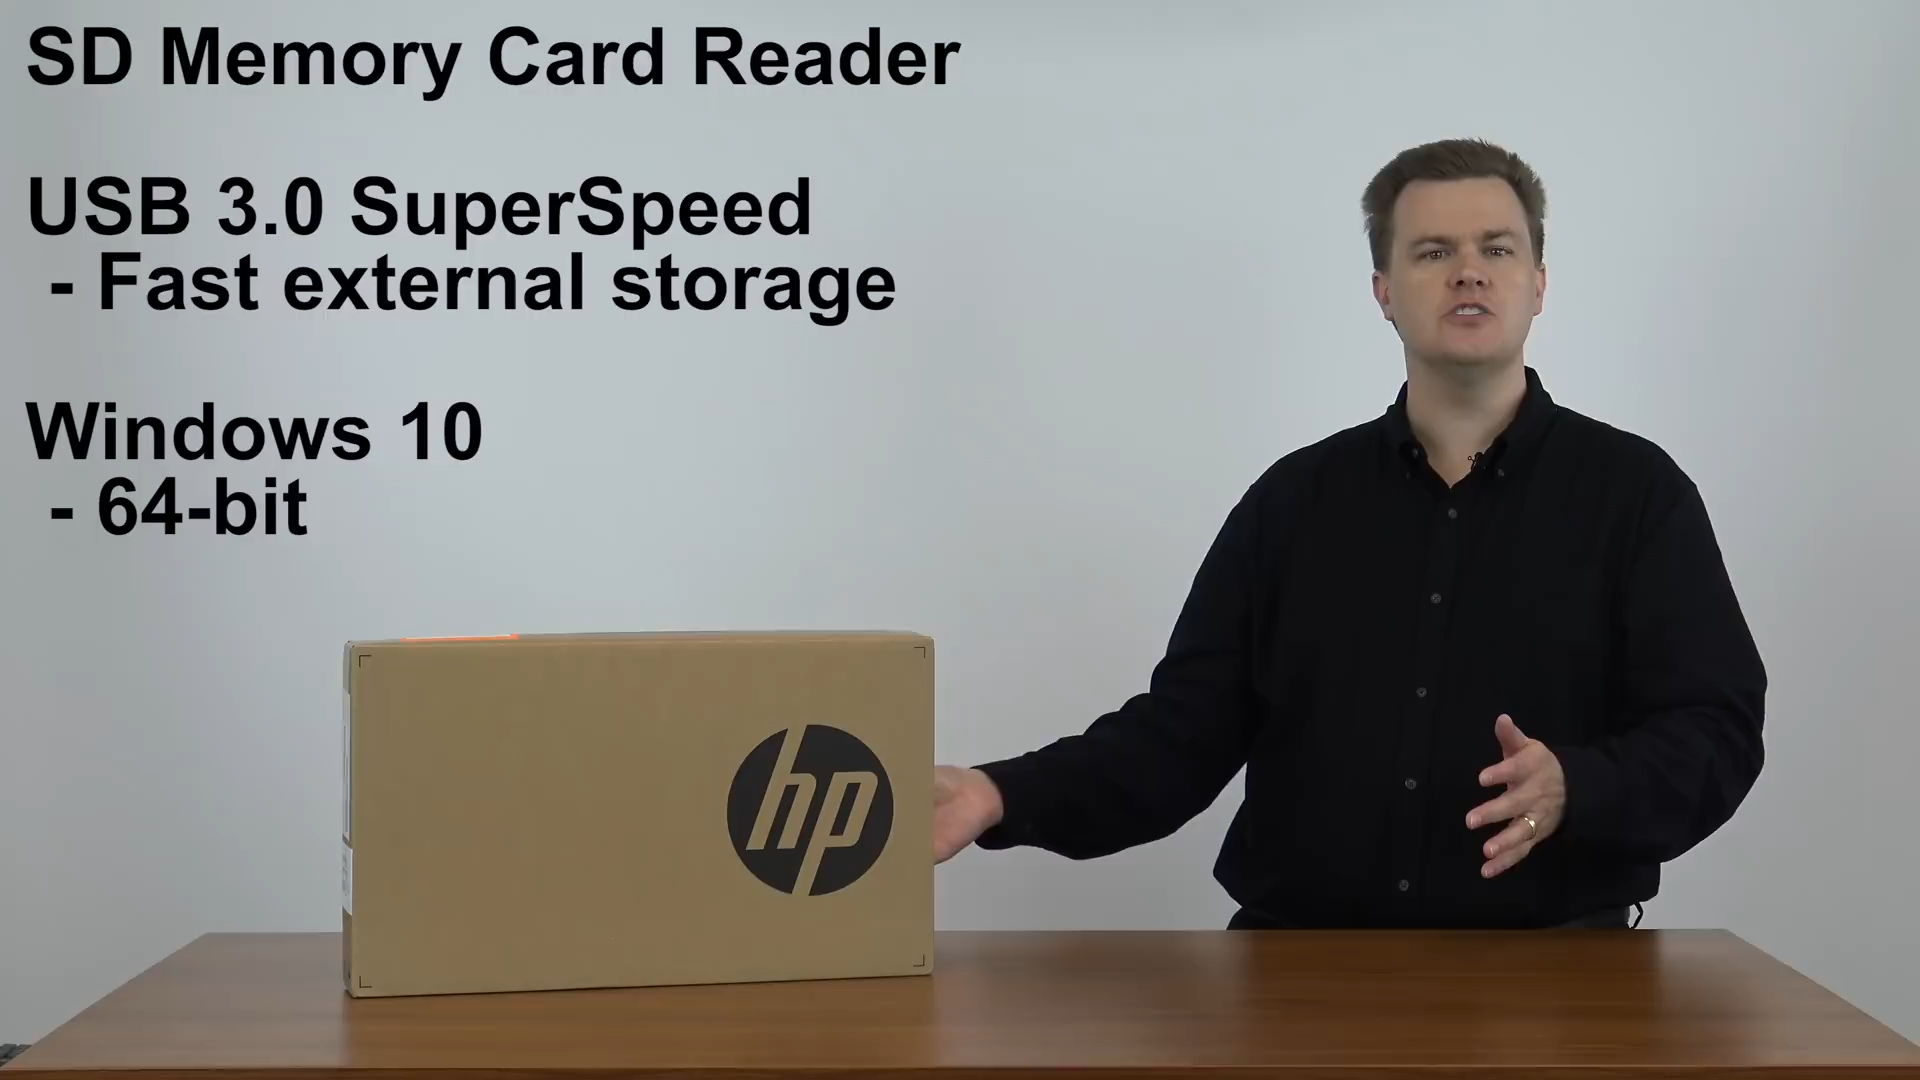 SD Memory Card Reader
USB 3.0 SuperSpeed
- Fast external storage
Windows 10
- 64-bit
hp